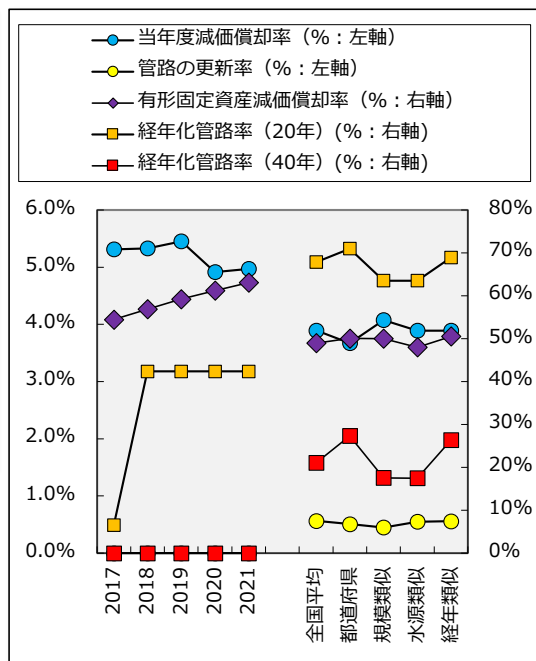 当年度減価償却率（%：左軸）
管路の更新率（%：左軸）
有形固定資産減価償却率（%：右軸）
経年化管路率（20年）(%：右軸)
経年化管路率（40年）(%：右軸)
6.0%
5.0%
4.0%
3.0%
2.0%
1.0%
0.0%
80%
70%
60%
50%
40%
30%
20%
10%
0%
2017
2018
2019
2020
2021
全国平均
都道府県
規模類似
水源類似
経年類似